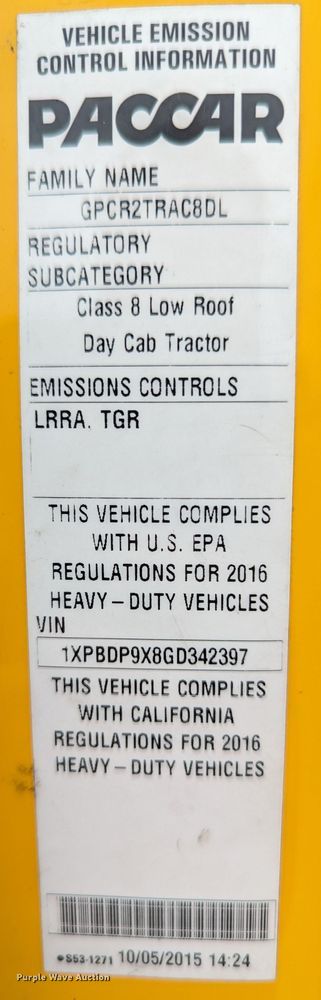 VEHICLE EMISSION
CONTROL INFORMATION
PACCAR
FAMILY NAME
GPCR2TRAC8DL
REGULATORY
SUBCATEGORY
Class 8 Low Roof
Day Cab Tractor
EMISSIONS CONTROLS
LRRA. TGR
THIS VEHICLE COMPLIES
WITH U.S. EPA
REGULATIONS FOR 2016
HEAVY-DUTY VEHICLES
VIN
1XPBDP9X8GD342397
THIS VEHICLE COMPLIES
WITH CALIFORNIA
REGULATIONS FOR 2016
HEAVY-DUTY VEHICLES
●S53-1271 10/05/2015 14:24
Purple Wave Auction